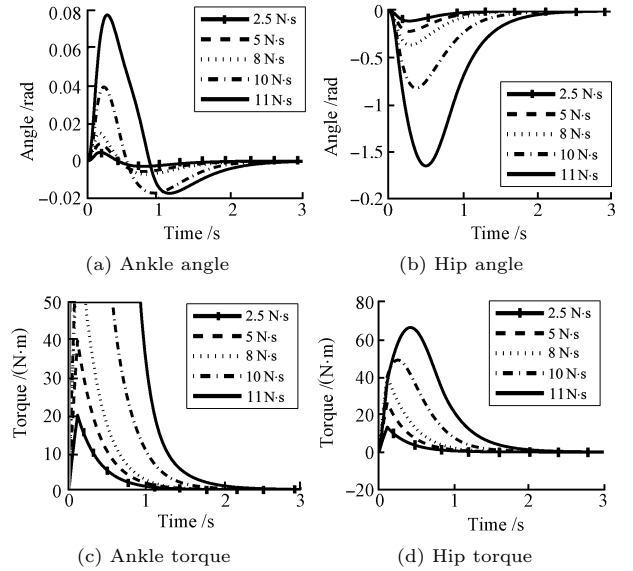 0.08
0.06
0.04
0.02
0
−0.02
Angle /rad
0 1 2 3
Time /s
2.5 N·s
5 N·s
8 N·s
10 N·s
11N·s
(a) Ankle angle
0
−0.5
−1
−1.5
−0.2
Angle /rad
0 1 2 3
Time /s
2.5 N·s
5 N·s
8 N·s
10 N·s
11N·s
(b) Hip angle
50
40
30
20
10
0
Torque /(N·m)
0 1 2 3
Time /s
2.5 N·s
5 N·s
8 N·s
10 N·s
11N·s
(c) Ankle torque
80
60
40
20
0
−20
Torque /(N·m)
0 1 2 3
Time /s
2.5 N·s
5 N·s
8 N·s
10 N·s
11N·s
(d) Hip torque